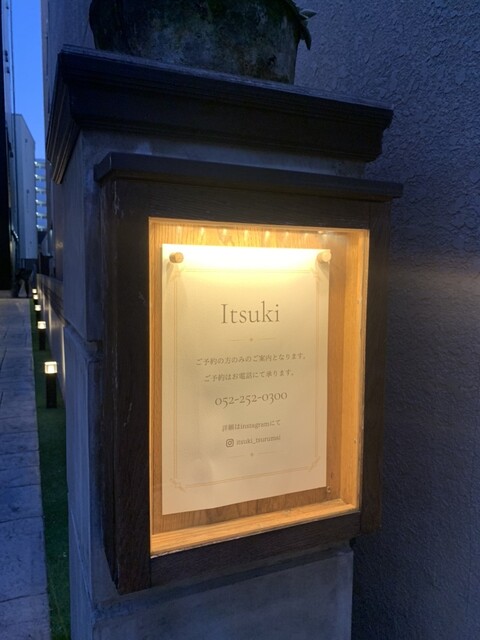 Itsuki
ご予約の方のみのご案内となります。
ご予約はお電話にて承ります。
052-252-0300
詳細はinstagramにて